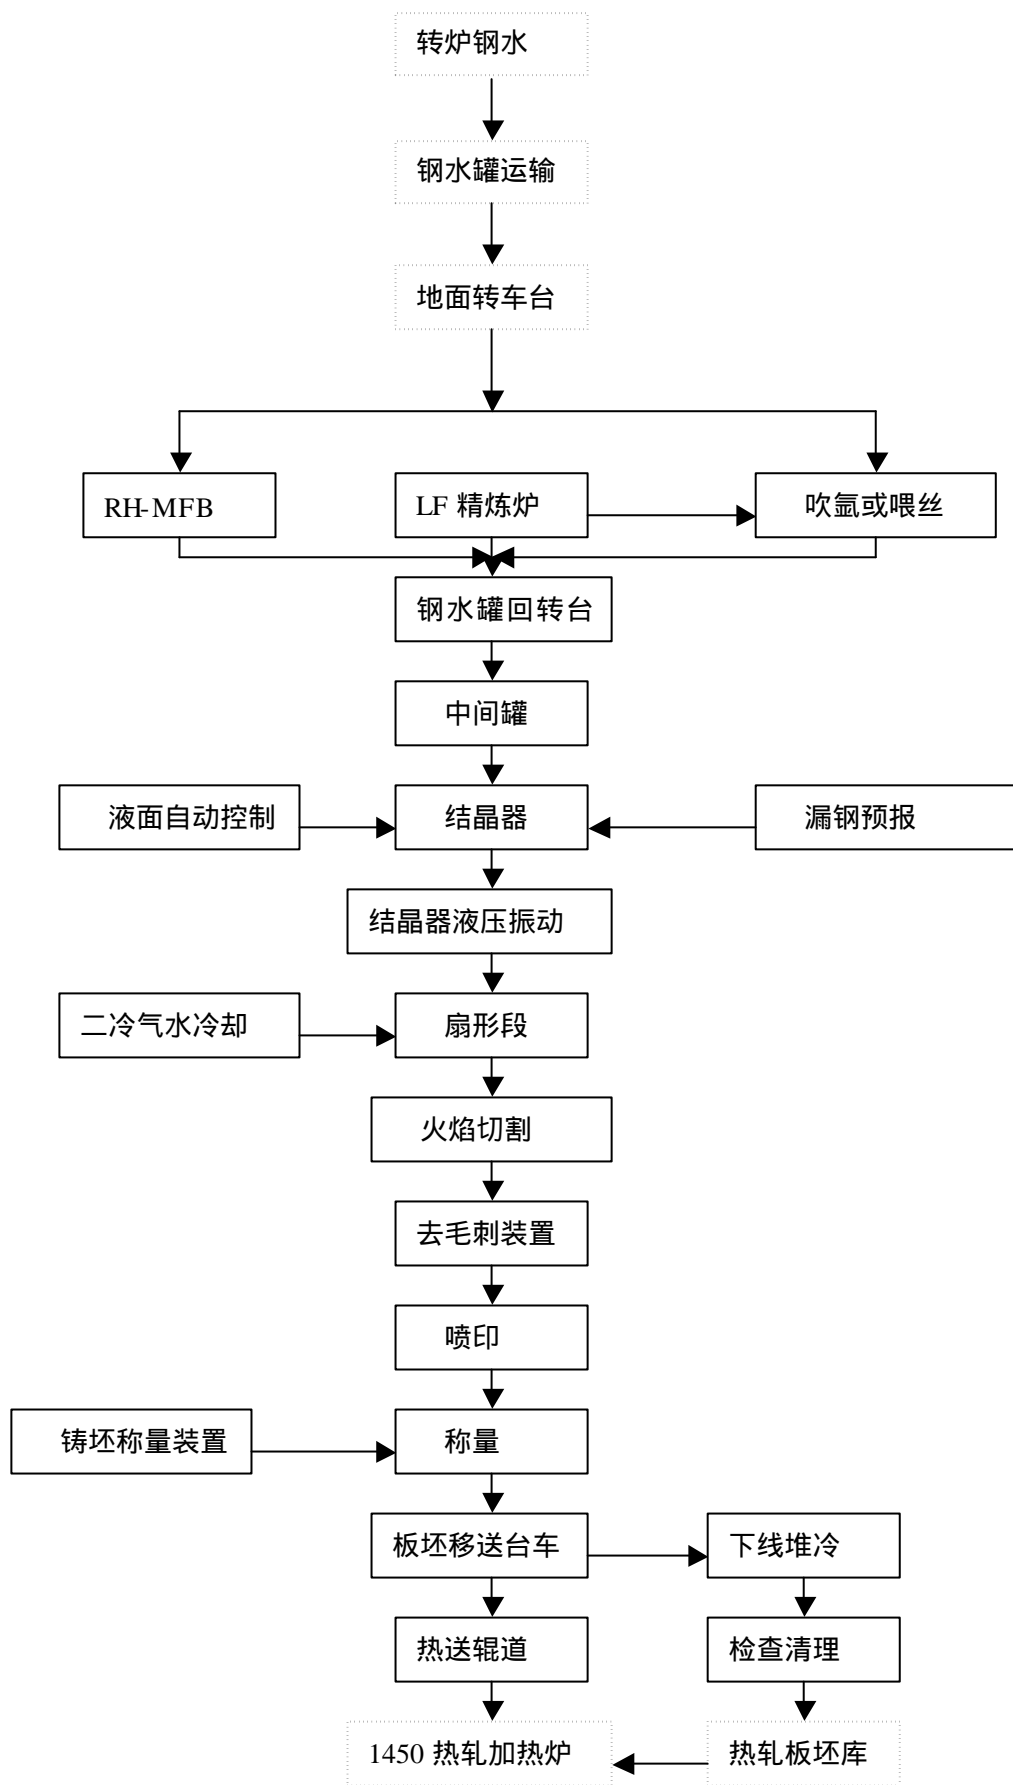 转炉钢水
钢水罐运输
地面转车台
RH-MFB
LF 精炼炉
吹氩或喂丝
钢水罐回转台
中间罐
液面自动控制
结晶器
漏钢预报
结晶器液压振动
二冷气水冷却
扇形段
火焰切割
去毛刺装置
喷印
铸坯称量装置
称量
板坯移送台车
下线堆冷
热送辊道
检查清理
1450 热轧加热炉
热轧板坯库